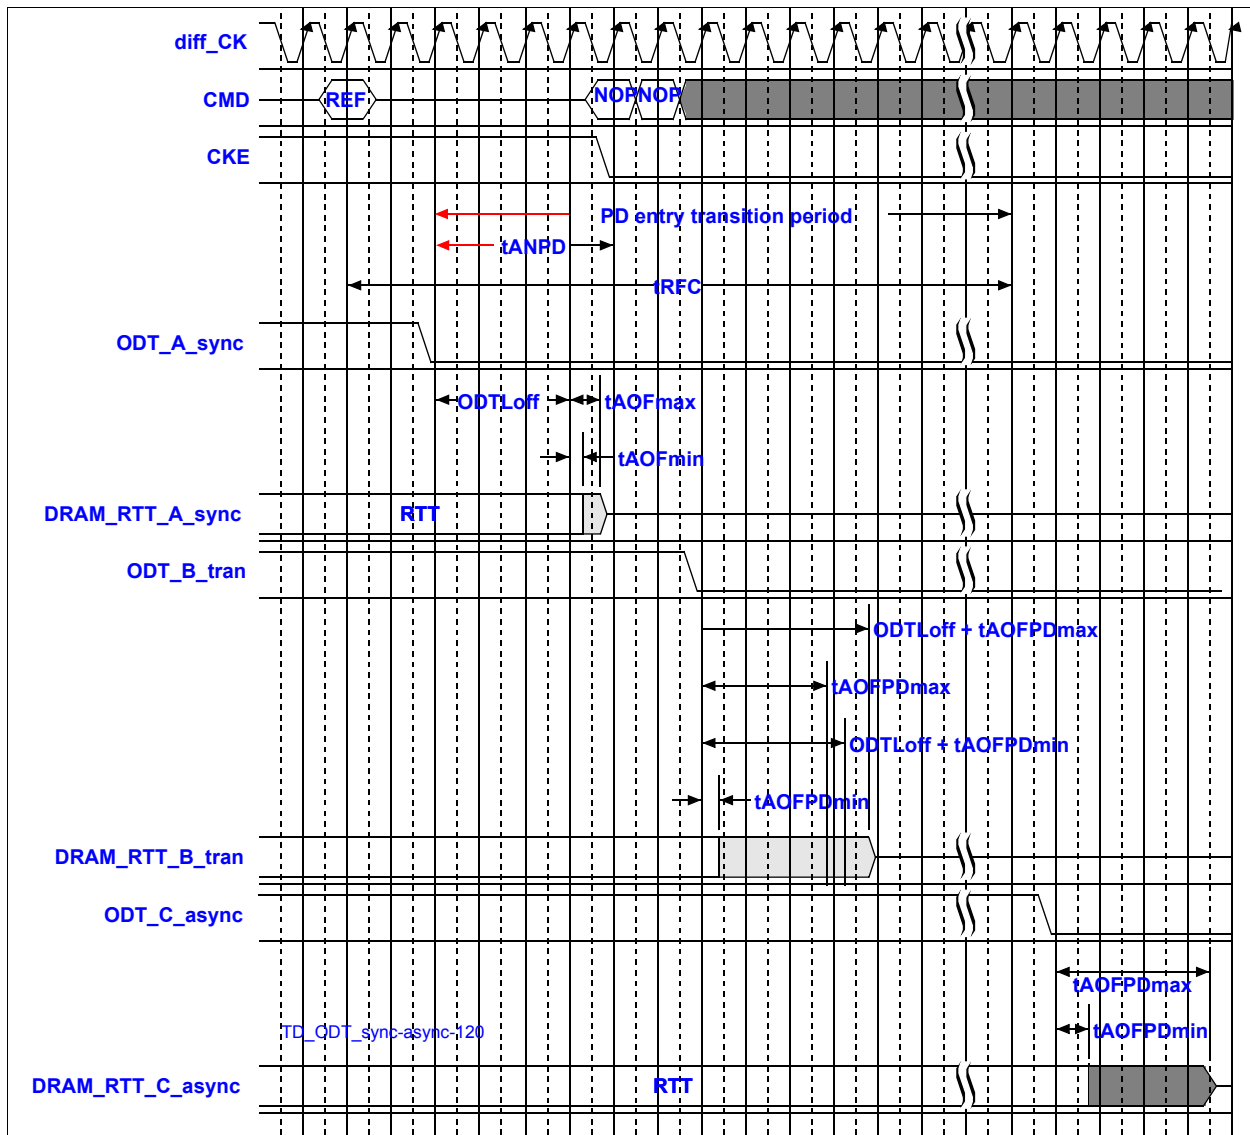 diff_CK
CMD
REF
NOP
NOP
CKE
PD entry transition period
tANPD
tRFC
ODT_A_sync
ODTLoff
tAOFmax
tAOFmin
DRAM_RTT_A_sync
RTT
ODT_B_tran
ODTLoff + tAOFPDmax
tAOFPDmax
ODTLoff + tAOFPDmin
tAOFPDmin
DRAM_RTT_B_tran
ODT_C_async
tAOFPDmax
TD_ODT_sync-async-120
tAOFPDmin
DRAM_RTT_C_async
RTT